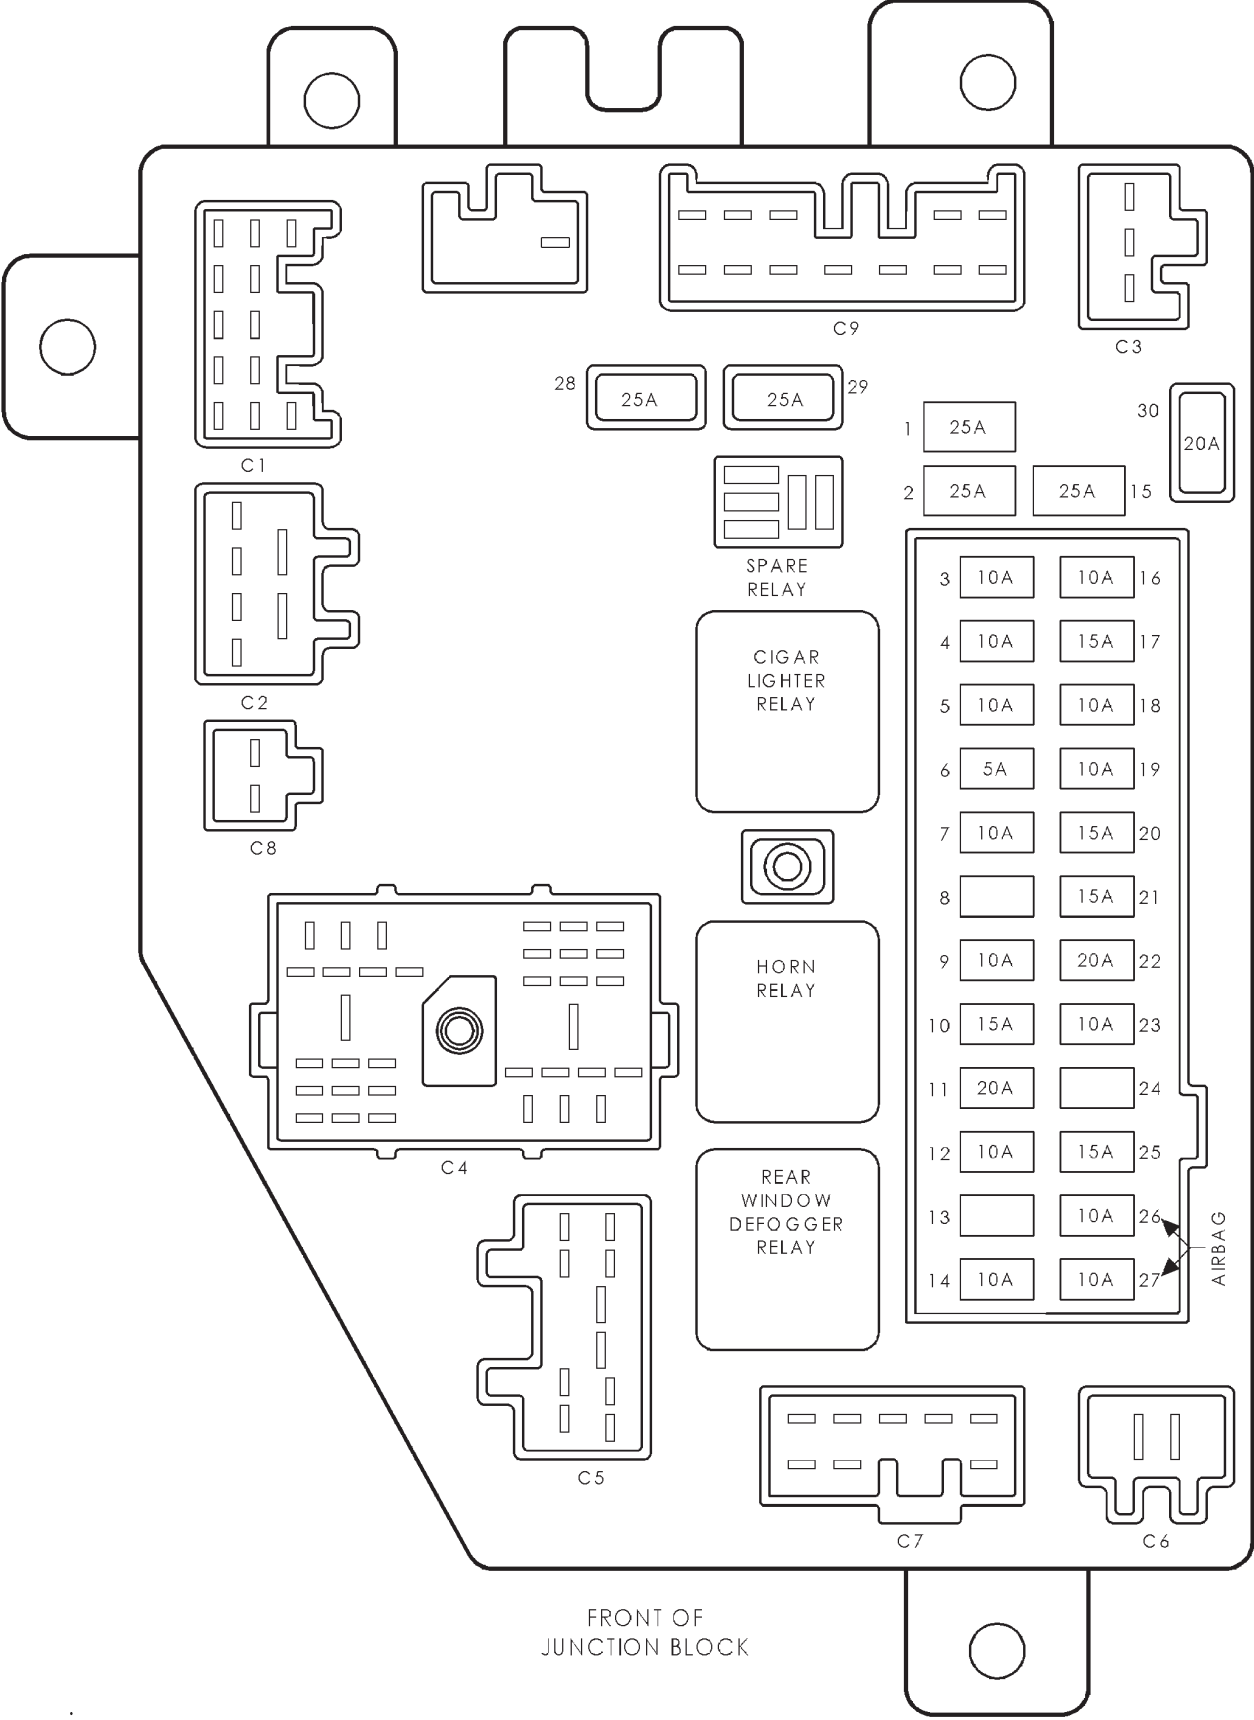 C9
C3
28
25A
25A
29
30
20A
1
25A
C1
2
25A
25A
15
SPARE
RELAY
3
10A
10A
16
4
10A
15A
17
CIGAR
LIGHTER
RELAY
C2
5
10A
10A
18
6
5A
10A
19
7
10A
15A
20
C8
8
15A
21
9
10A
20A
22
HORN
RELAY
10
15A
10A
23
11
20A
24
12
10A
15A
25
C4
REAR
WINDOW
DEFOGGER
RELAY
13
10A
26
14
10A
10A
27
AIRBAG
C5
C7
C6
FRONT OF
JUNCTION BLOCK